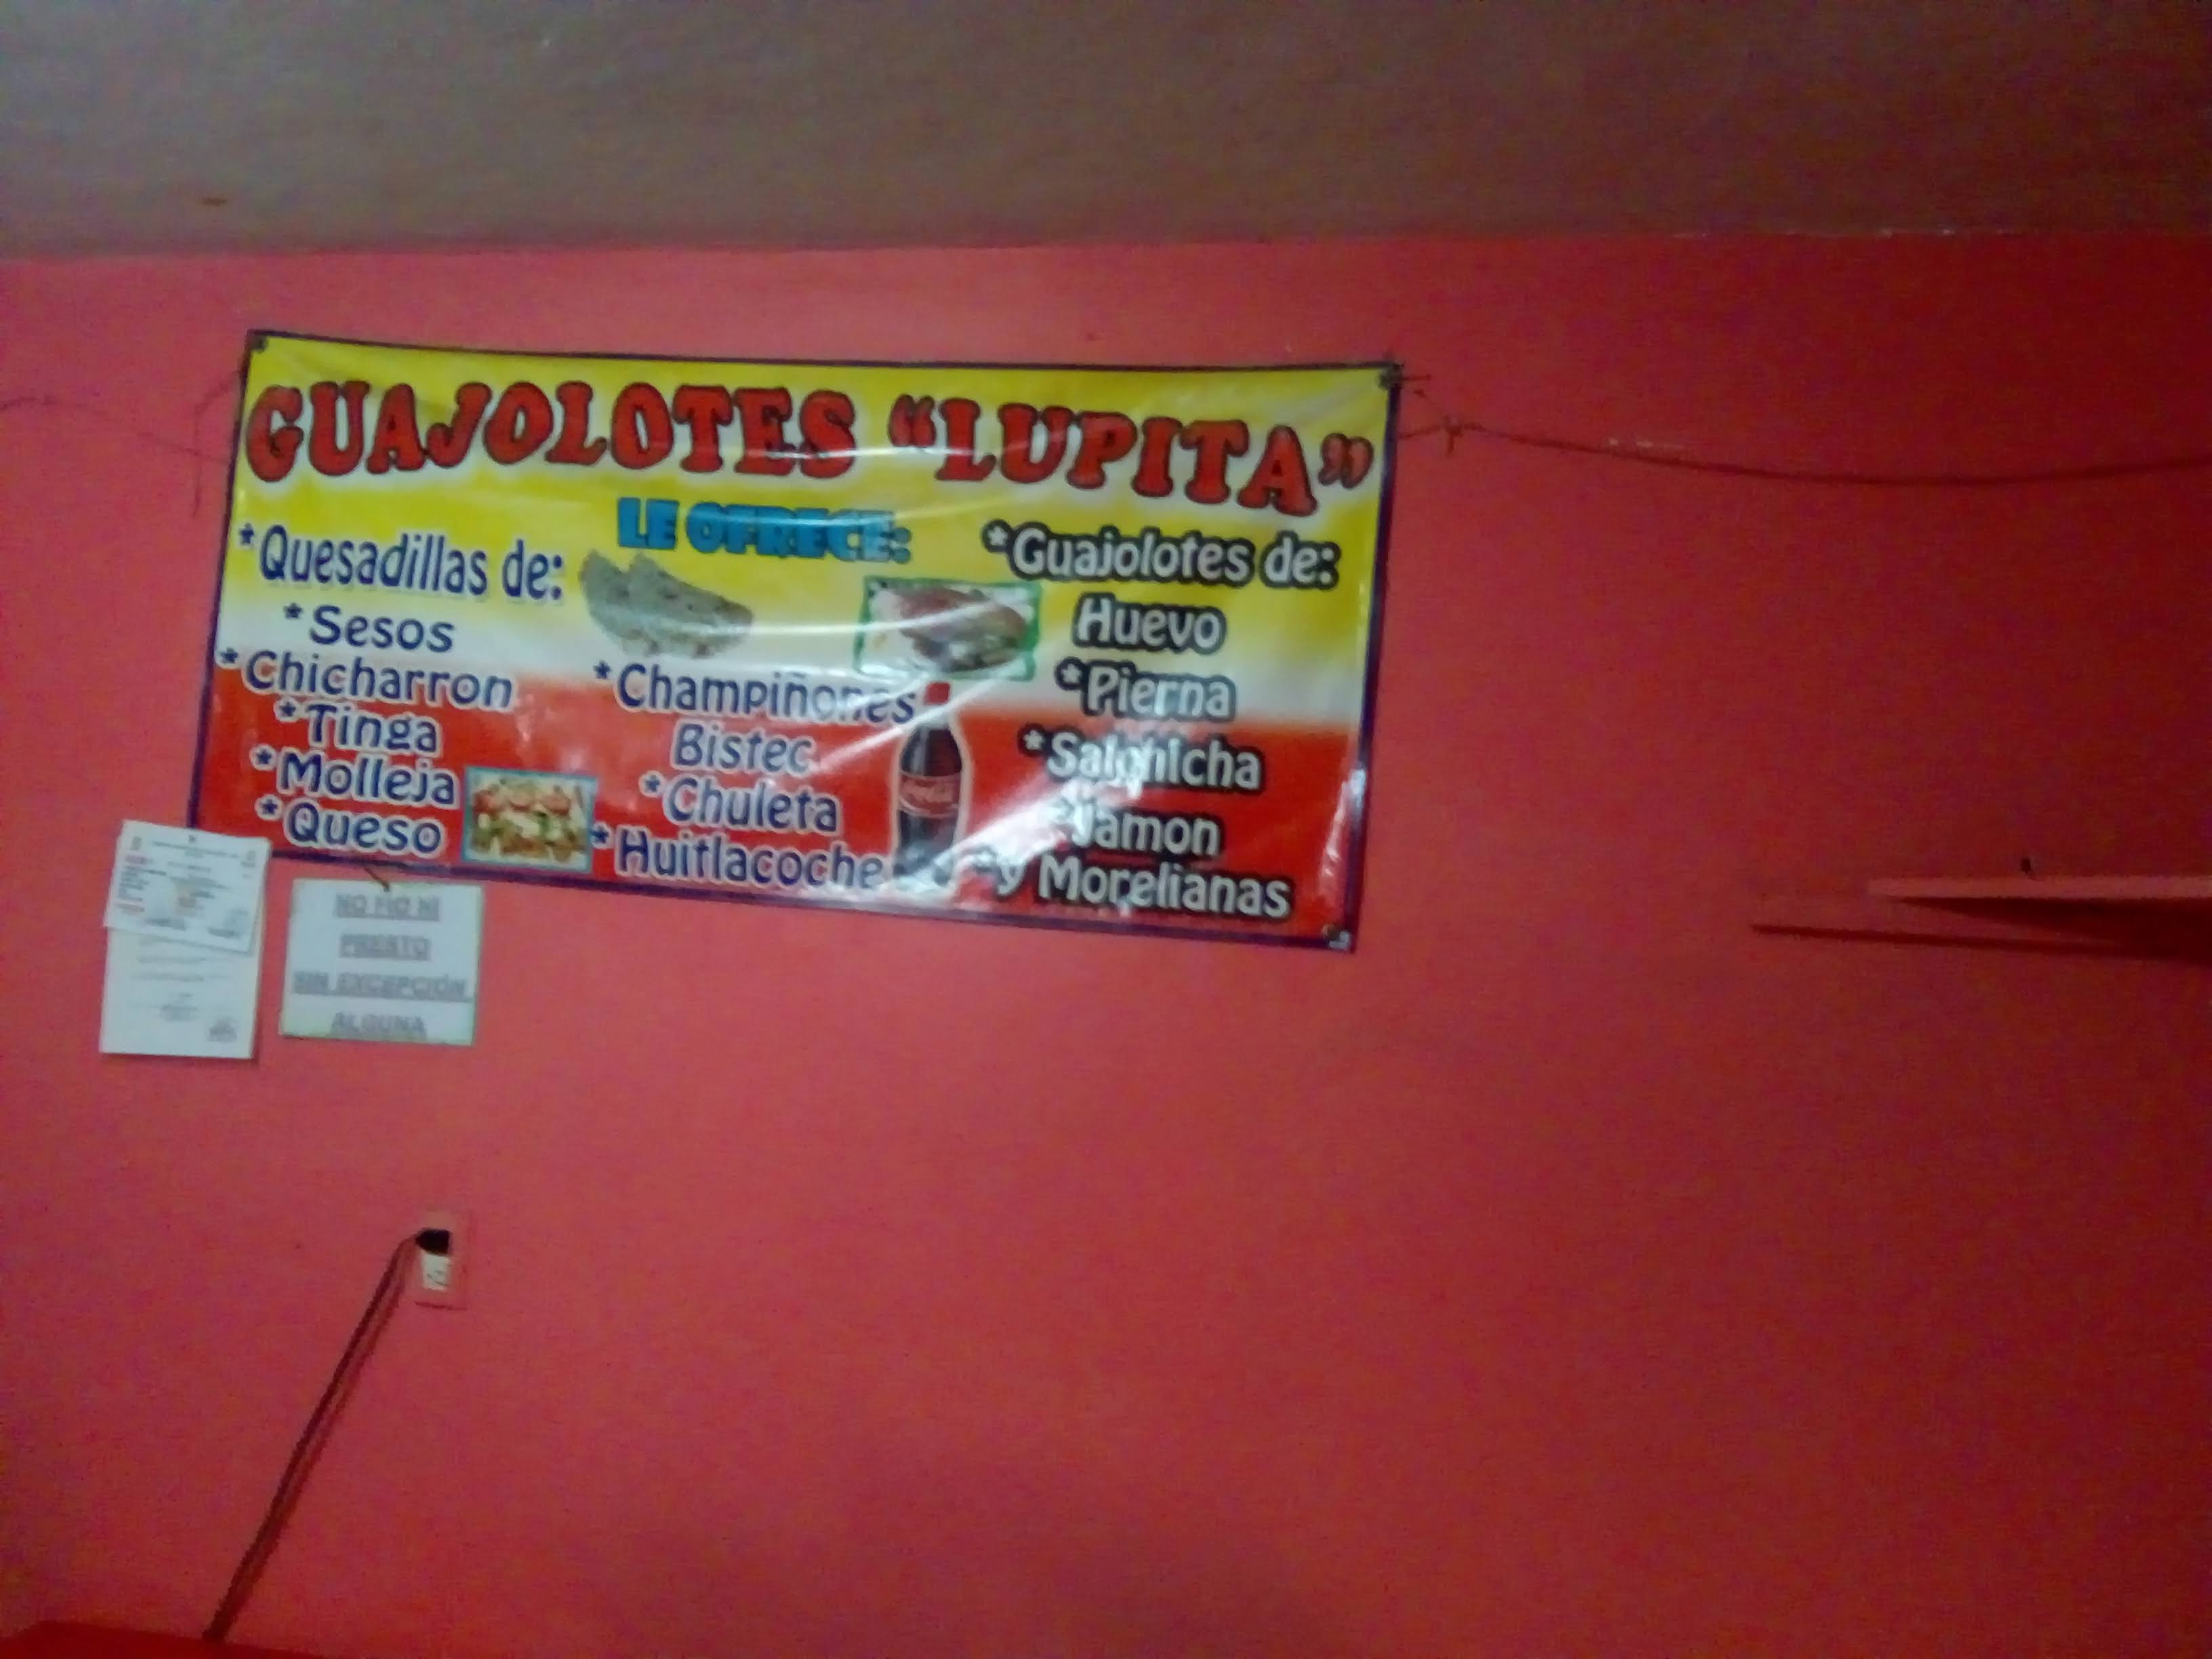 GUAJOLOTES "LUPITA"
LE OFRECE:
*Quesadillas de:
*Sesos
*Chicharron
*Tinga
*Molleja
*Queso
*Champiñones
Bistec
*Chuleta
*Huitlacoche
*Guajolotes de:
Huevo
*Pierna
*Salchicha
*Jamon
*y Morelianas
NO FIO NI
PRESTO
SIN EXCEPCIÓN
ALGUNA